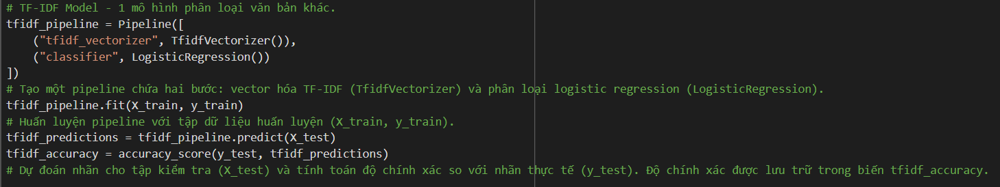 # TF-IDF Model - 1 mô hình phân loại văn bản khác.
tfidf_pipeline = Pipeline([
    ("tfidf_vectorizer", TfidfVectorizer()),
    ("classifier", LogisticRegression())
])
# Tạo một pipeline chứa hai bước: vector hóa TF-IDF (TfidfVectorizer) và phân loại logistic regression (LogisticRegression).
tfidf_pipeline.fit(X_train, y_train)
# Huấn luyện pipeline với tập dữ liệu huấn luyện (X_train, y_train).
tfidf_predictions = tfidf_pipeline.predict(X_test)
tfidf_accuracy = accuracy_score(y_test, tfidf_predictions)
# Dự đoán nhãn cho tập kiểm tra (X_test) và tính toán độ chính xác so với nhãn thực tế (y_test). Độ chính xác được lưu trữ trong biến tfidf_accuracy.